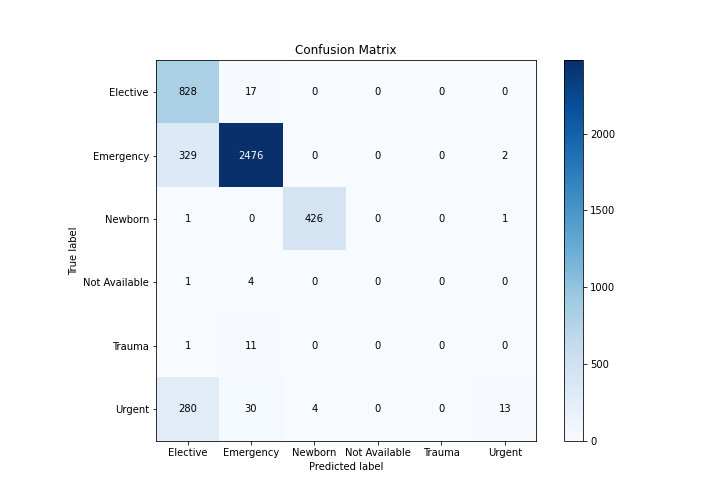 Confusion Matrix
Elective 828 17 0 0 0 0
Emergency 329 2476 0 0 2
Newborn 1 0 426 0 0 1
Not Available 1 4 0 0 0 0
Trauma 1 11 0 0 0 0
Urgent 280 30 4 0 0 13
Elective Emergency Newborn Not Available Trauma Urgent
True label
Predicted label
2000
1500
1000
500
0